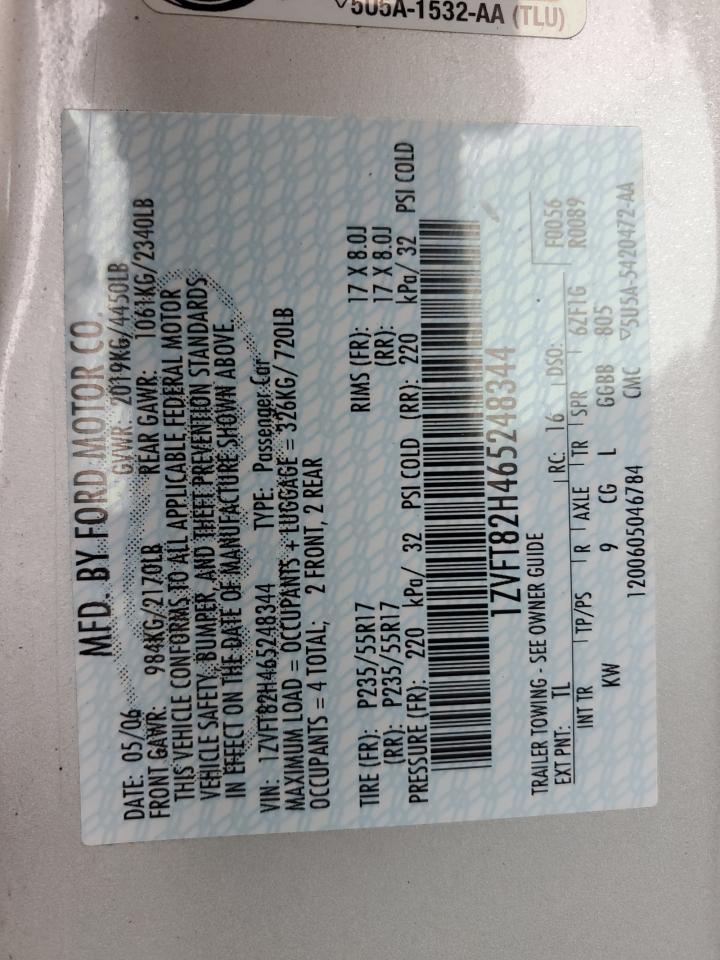 ▽5U5A-1532-AA (TLU)
MFD. BY FORD MOTOR CO.
DATE: 05/06 GVWR: 2019KG/4450LB
FRONT GAWR: 984KG/2170LB REAR GAWR: 1061KG/2340LB
THIS VEHICLE CONFORMS TO ALL APPLICABLE FEDERAL MOTOR
VEHICLE SAFETY, BUMPER, AND THEFT PREVENTION STANDARDS
IN EFFECT ON THE DATE OF MANUFACTURE SHOWN ABOVE.
VIN: 1ZVFT82H465248344 TYPE: Passenger Car
MAXIMUM LOAD = OCCUPANTS + LUGGAGE = 326KG/ 720LB
OCCUPANTS = 4 TOTAL; 2 FRONT, 2 REAR
TIRE (FR): P235/55R17 RIMS (FR): 17 X 8.0J
(RR): P235/55R17 (RR): 17 X 8.0J
PRESSURE (FR): 220 kPa/ 32 PSI COLD (RR): 220 kPa/ 32 PSI COLD
1ZVFT82H465248344
TRAILER TOWING - SEE OWNER GUIDE F0056
EXT PNT: TL RC: 16 DSO: R0089
INT TR TP/PS R AXLE TR SPR 6ZF1G
KW 9 CG L GGBB 805
CMC ▽5U5A-5420472-AA
1200605046784